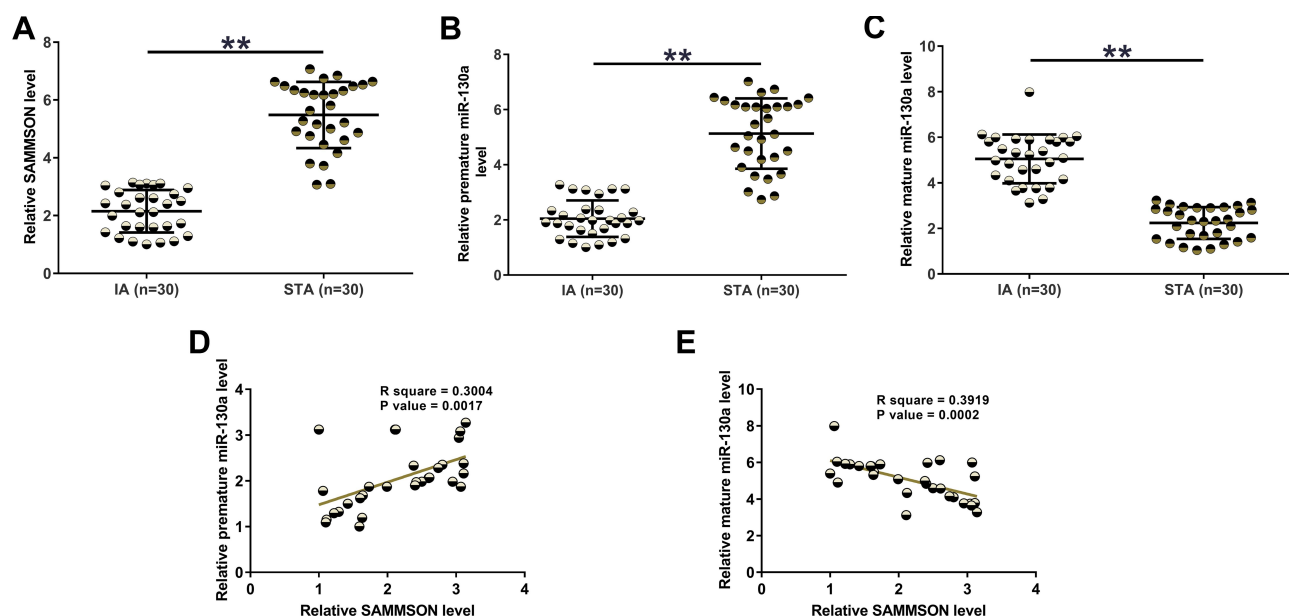 A
Relative SAMMSON level
8
6
4
2
0
**
IA (n=30)
STA (n=30)
B
Relative premature miR-130a
level
8
6
4
2
0
**
IA (n=30)
STA (n=30)
C
Relative mature miR-130a level
10
8
6
4
2
0
**
IA (n=30)
STA (n=30)
D
Relative premature miR-130a level
4
3
2
1
0
R square = 0.3004
P value = 0.0017
0
1
2
3
4
Relative SAMMSON level
E
Relative mature miR-130a level
10
8
6
4
2
0
R square = 0.3919
P value = 0.0002
0
1
2
3
4
Relative SAMMSON level